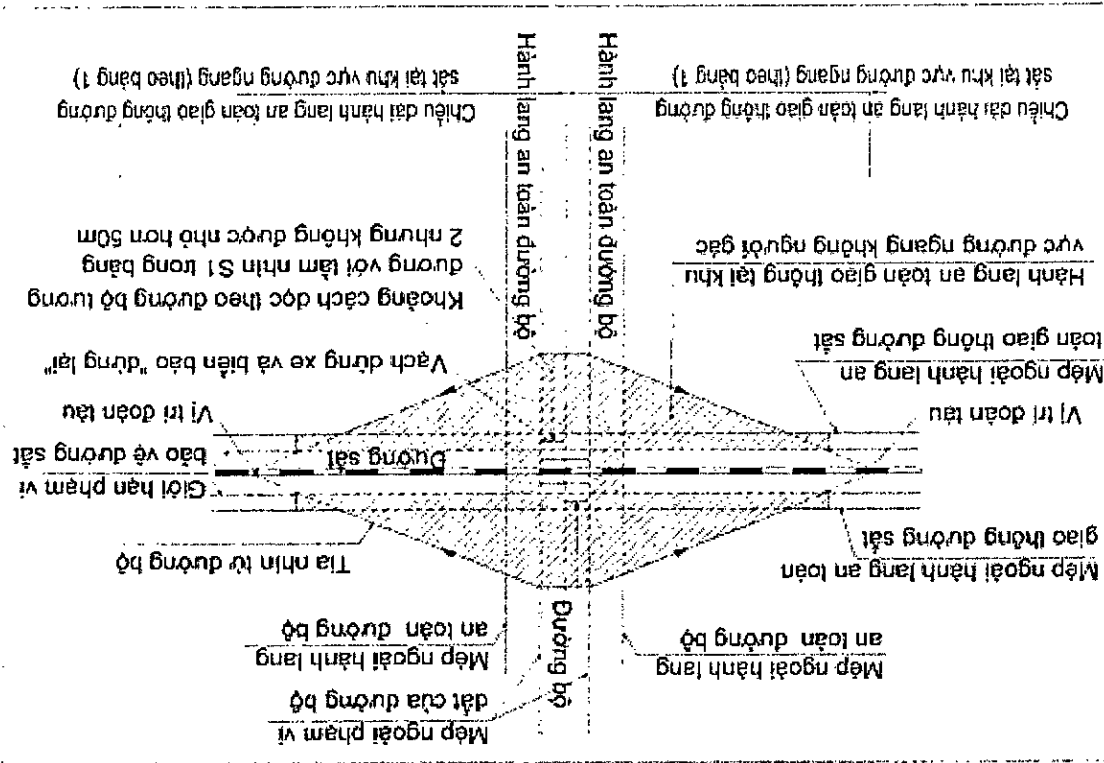 Mép ngoài phạm vi
đất của đường bộ
Mép ngoài hành lang
an toàn đường bộ
Đường bộ
Mép ngoài hành lang
an toàn đường bộ
Mép ngoài hành lang an toàn
giao thông đường sắt
Tia nhìn từ đường bộ
Giới hạn phạm vi
bảo vệ đường sắt
Đường sắt
Vị trí đoàn tàu
Vị trí đoàn tàu
Mép ngoài hành lang an
toàn giao thông đường sắt
Vạch dừng xe và biển báo "dừng lại"
Hành lang an toàn giao thông tại khu
vực đường ngang không người gác
Khoảng cách dọc theo đường bộ tương
đương với tầm nhìn S1 trong bảng
2 nhưng không được nhỏ hơn 50m
Hành lang an toàn đường bộ
Hành lang an toàn đường bộ
Chiều dài hành lang an toàn giao thông đường
sắt tại khu vực đường ngang (theo bảng 1)
Chiều dài hành lang an toàn giao thông đường
sắt tại khu vực đường ngang (theo bảng 1)